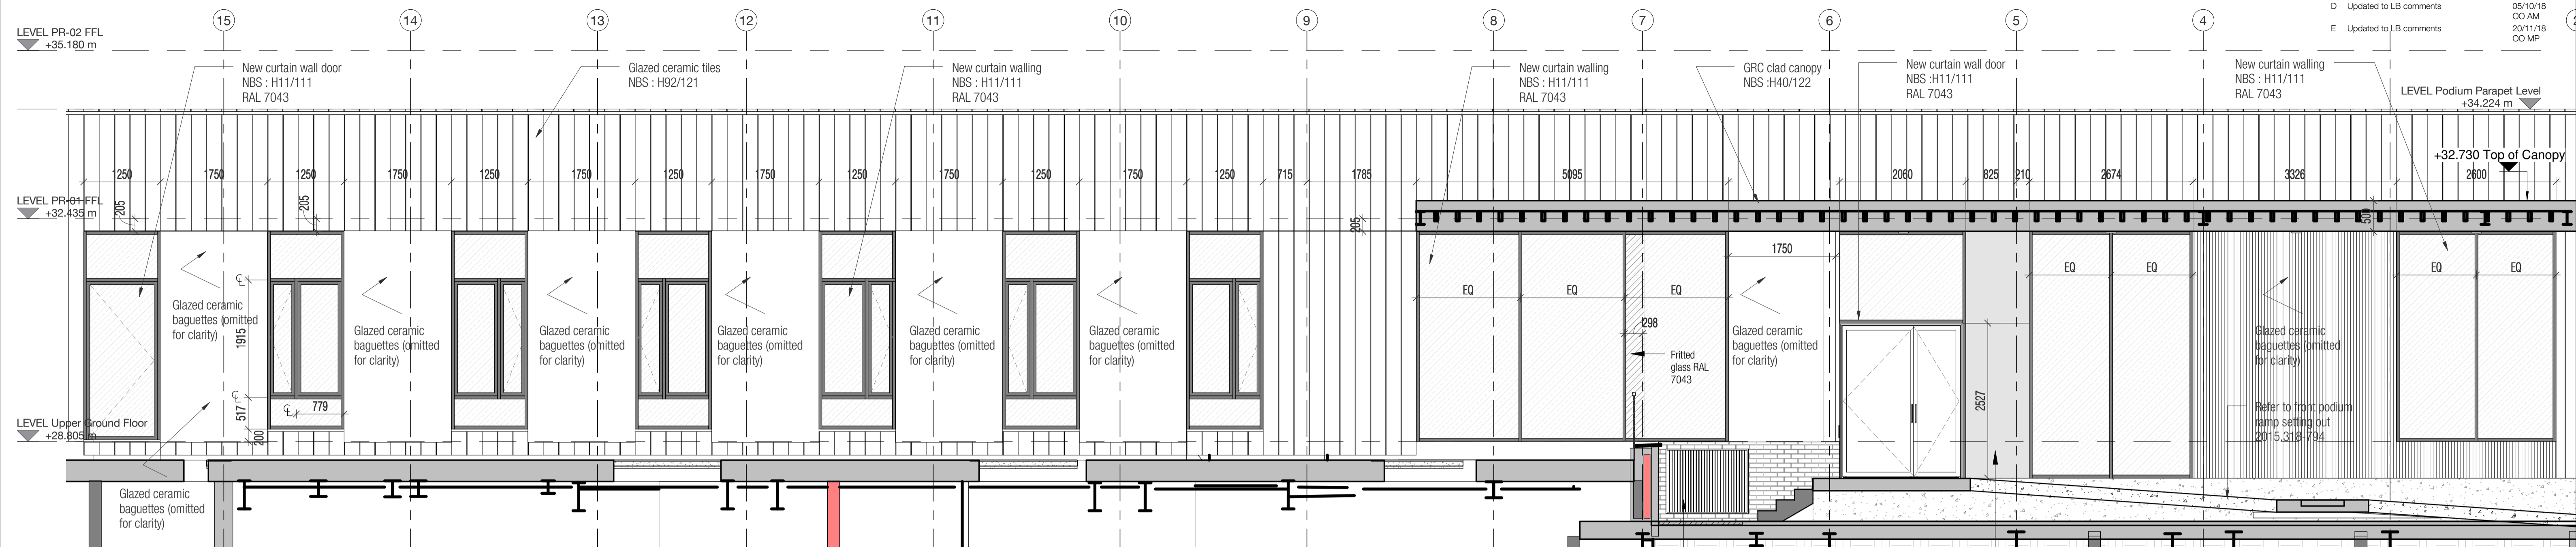 15
14
13
12
11
10
9
8
7
6
5
4
D Updated to LB comments 05/10/18
OO AM
E Updated to LB comments 20/11/18
OO MP
LEVEL PR-02 FFL
+35.180 m
New curtain wall door
NBS : H11/111
RAL 7043
Glazed ceramic tiles
NBS : H92/121
New curtain walling
NBS : H11/111
RAL 7043
New curtain walling
NBS : H11/111
RAL 7043
GRC clad canopy
NBS :H40/122
New curtain wall door
NBS :H11/111
RAL 7043
New curtain walling
NBS : H11/111
RAL 7043
LEVEL Podium Parapet Level
+34.224 m
+32.730 Top of Canopy
1250 1750 1250 1750 1250 1750 1250 1750 1250 1750 1250 1750 1250 715 1785 5095 2060 825 210 2674 3326 2600
LEVEL PR-01 FFL
+32.435 m
205
205
205
500
1750
EQ EQ EQ
EQ EQ
EQ EQ
298
Glazed ceramic
baguettes (omitted
for clarity)
Glazed ceramic
baguettes (omitted
for clarity)
Glazed ceramic
baguettes (omitted
for clarity)
Glazed ceramic
baguettes (omitted
for clarity)
Glazed ceramic
baguettes (omitted
for clarity)
Glazed ceramic
baguettes (omitted
for clarity)
Glazed ceramic
baguettes (omitted
for clarity)
Glazed ceramic
baguettes (omitted
for clarity)
Fritted
glass RAL
7043
1915
517
779
200
2527
LEVEL Upper Ground Floor
+28.805 m
Refer to front podium
ramp setting out
2015.318-794
Glazed ceramic
baguettes (omitted
for clarity)